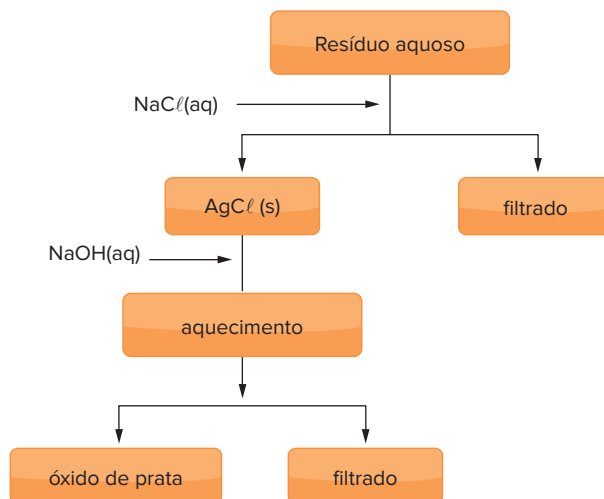 Resíduo aquoso
NaCℓ(aq)
AgCℓ (s)
filtrado
NaOH(aq)
aquecimento
óxido de prata
filtrado